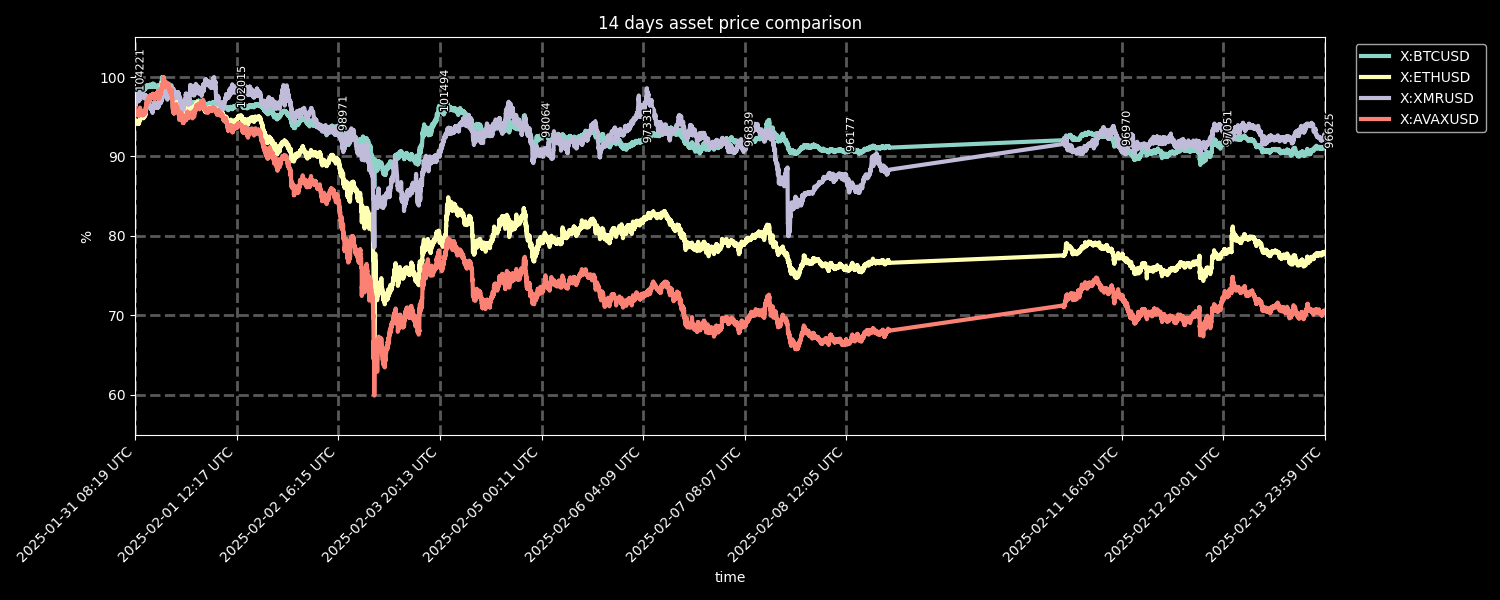 14 days asset price comparison
X:BTCUSD
X:ETHUSD
X:XMRUSD
X:AVAXUSD
%
100
90
80
70
60
104221
102015
98971
101494
98064
97331
96839
96177
96970
97051
96625
2025-01-31 08:19 UTC
2025-02-01 12:17 UTC
2025-02-02 16:15 UTC
2025-02-03 20:13 UTC
2025-02-05 00:11 UTC
2025-02-06 04:09 UTC
2025-02-07 08:07 UTC
2025-02-08 12:05 UTC
2025-02-11 16:03 UTC
2025-02-12 20:01 UTC
2025-02-13 23:59 UTC
time